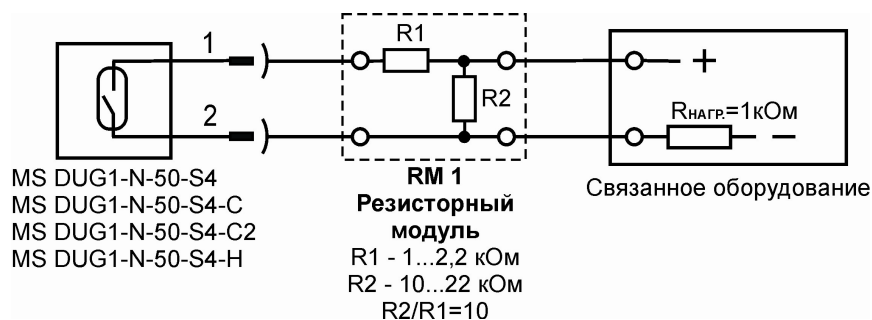 1
2
R1
R2
+
RНАГР.=1кОм
MS DUG1-N-50-S4
MS DUG1-N-50-S4-C
MS DUG1-N-50-S4-C2
MS DUG1-N-50-S4-H
RM 1
Резисторный
модуль
R1 - 1...2,2 кОм
R2 - 10...22 кОм
R2/R1=10
Связанное оборудование